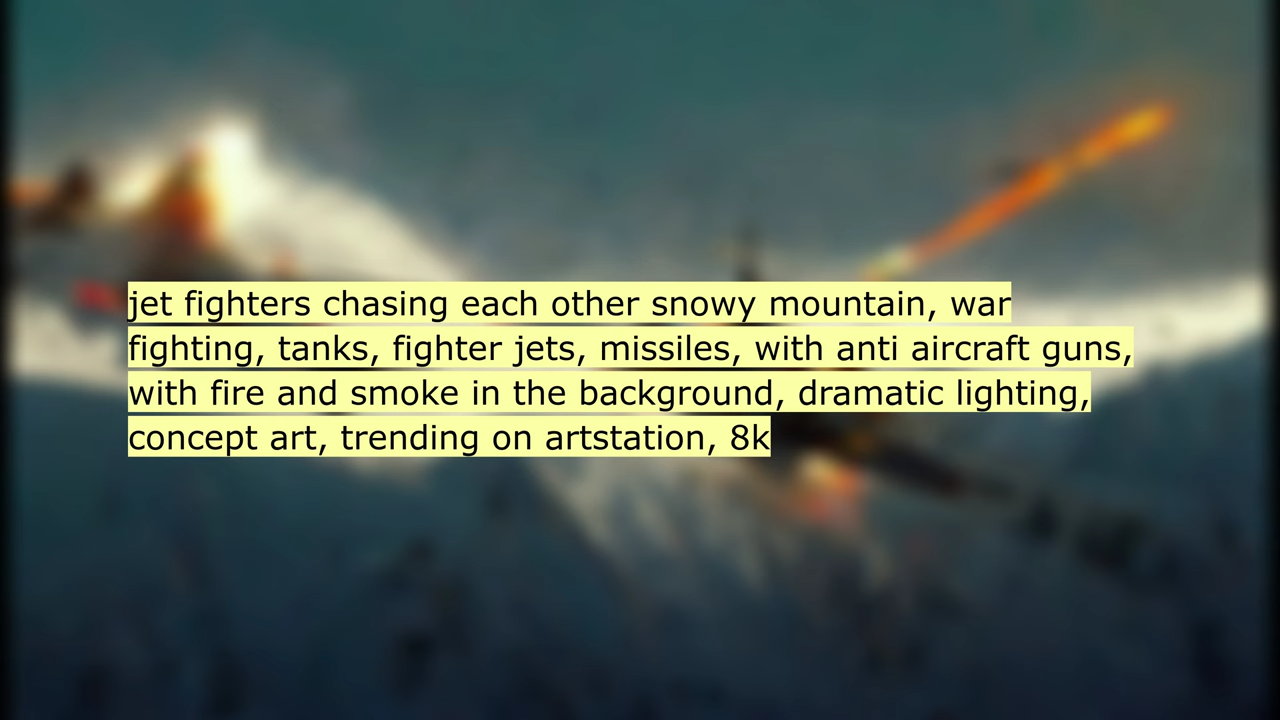 jet fighters chasing each other snowy mountain, war
fighting, tanks, fighter jets, missiles, with anti aircraft guns,
with fire and smoke in the background, dramatic lighting,
concept art, trending on artstation, 8k